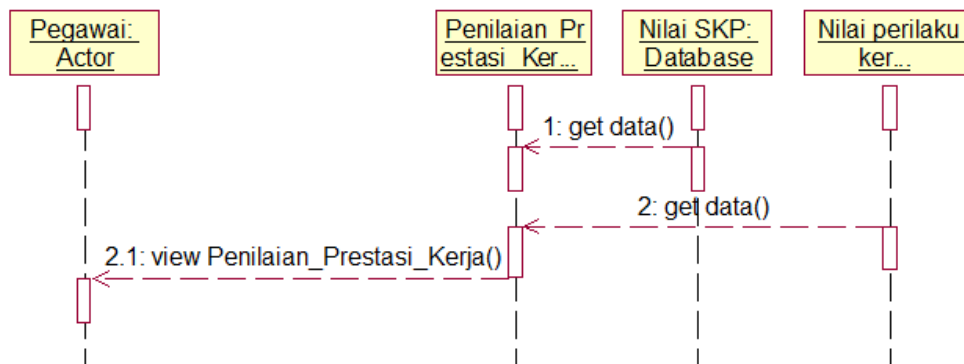 Pegawai:
Actor
Penilaian_Pr
estasi_Ker...
Nilai SKP:
Database
Nilai perilaku
ker...
1: get data()
2: get data()
2.1: view Penilaian_Prestasi_Kerja()